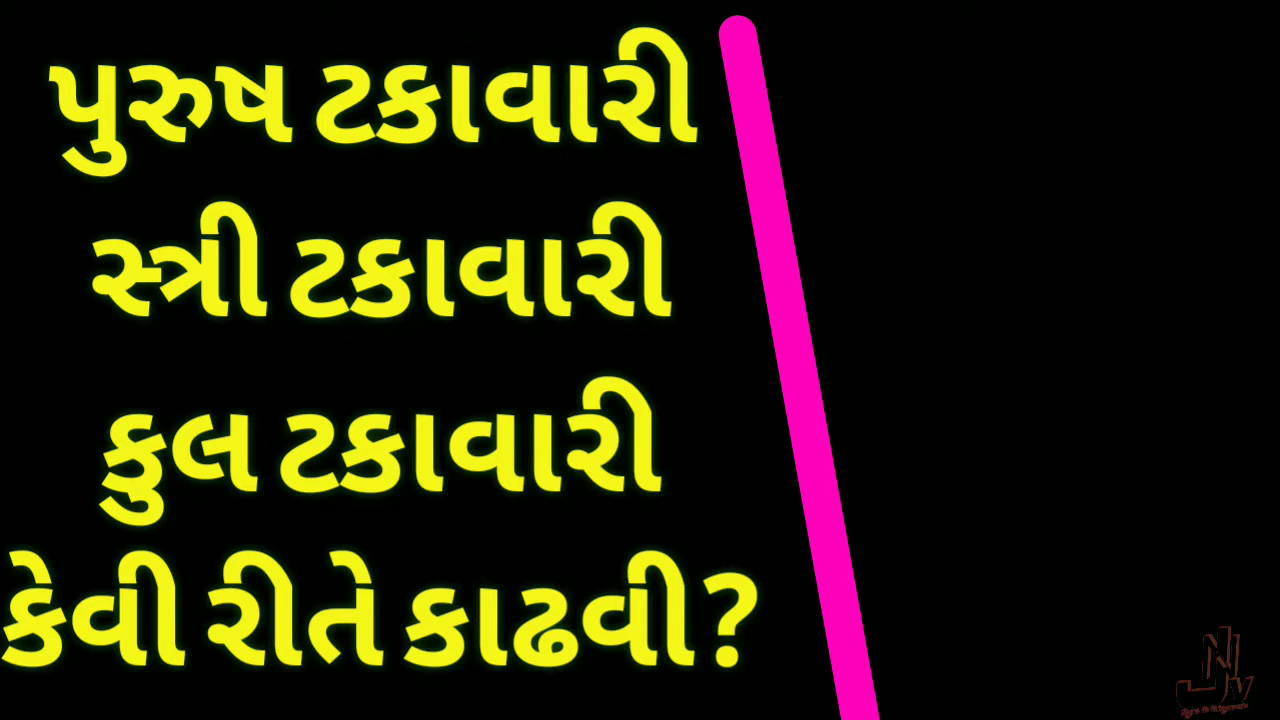 પુરુષ ટકાવારી
સ્ત્રી ટકાવારી
કુલ ટકાવારી
કેવી રીતે કાઢવી?